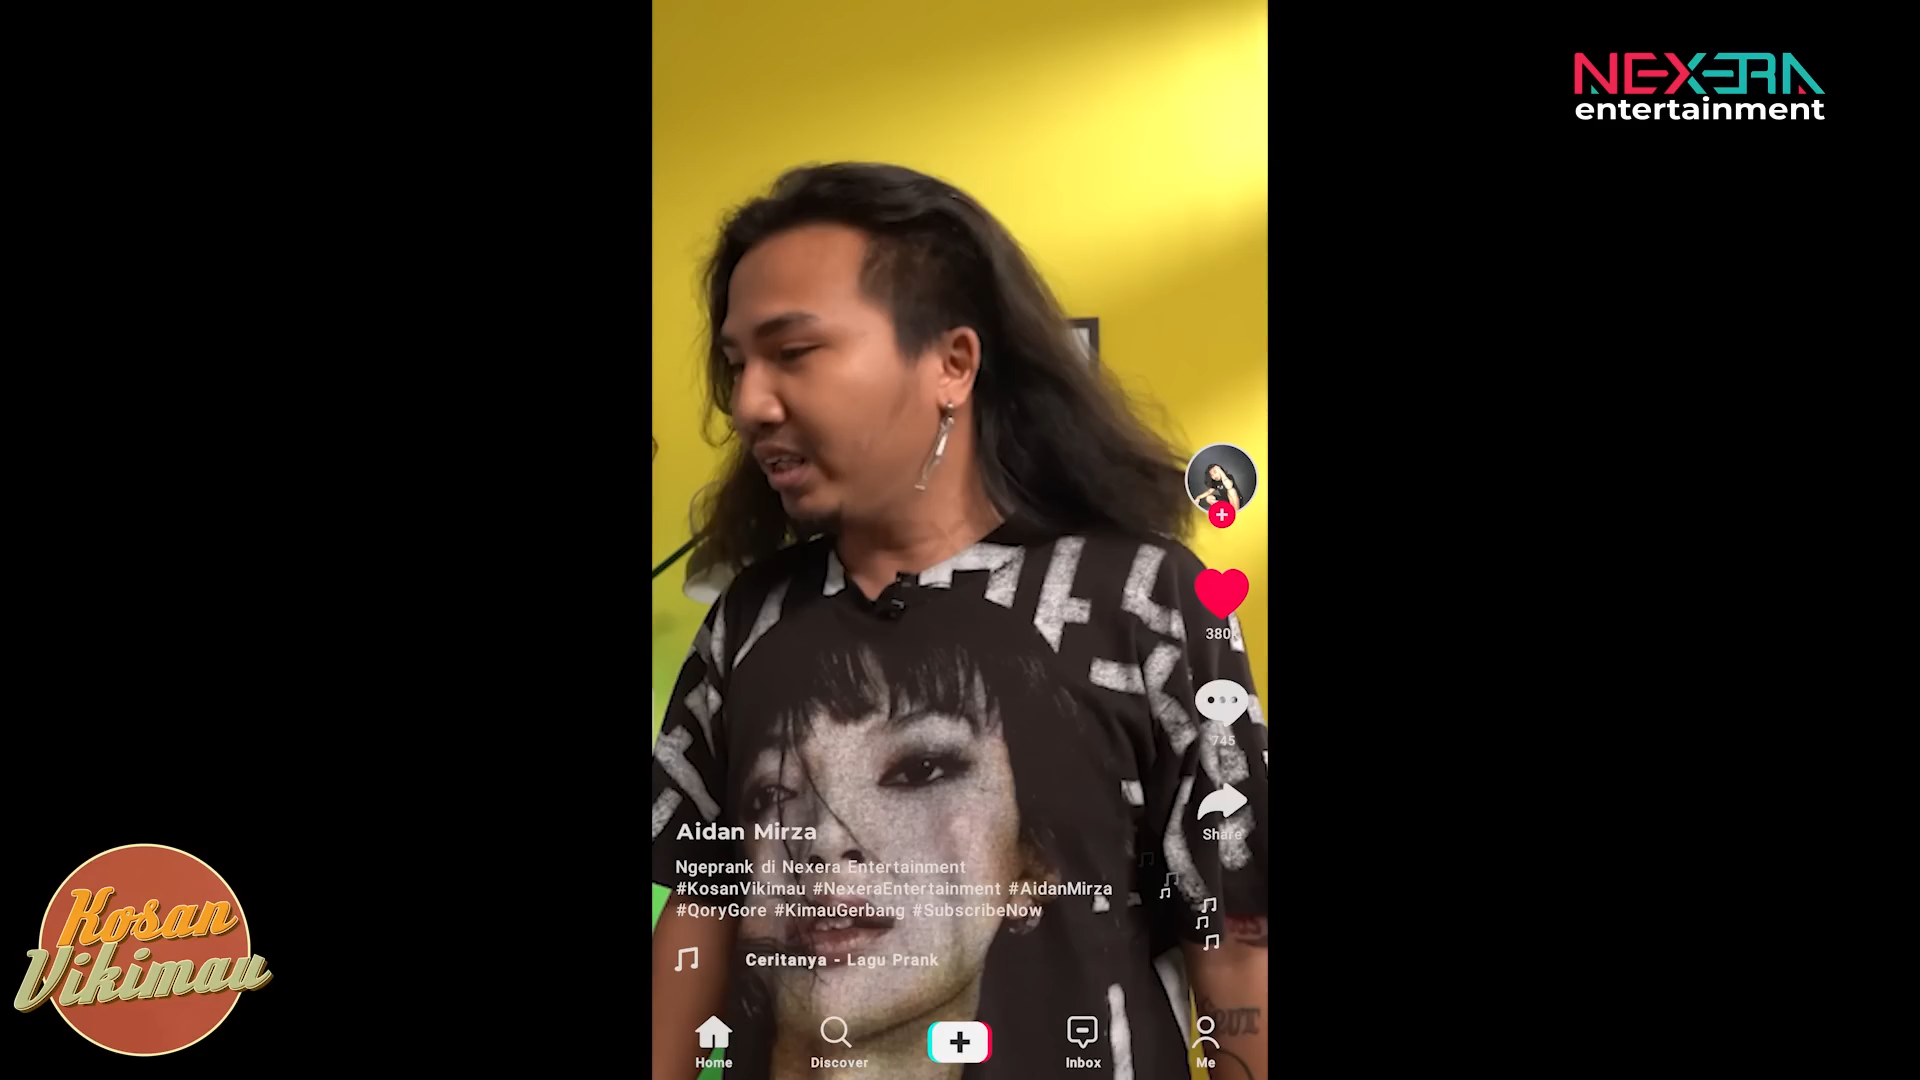 NEXERA
entertainment
380
745
Share
Aidan Mirza
Ngeprank di Nexera Entertainment
#KosanVikimau #NexeraEntertainment #AidanMirza
#QoryGore #KimauGerbang #SubscribeNow
Ceritanya - Lagu Prank
Kosan
Vikimau
Home
Discover
Inbox
Me